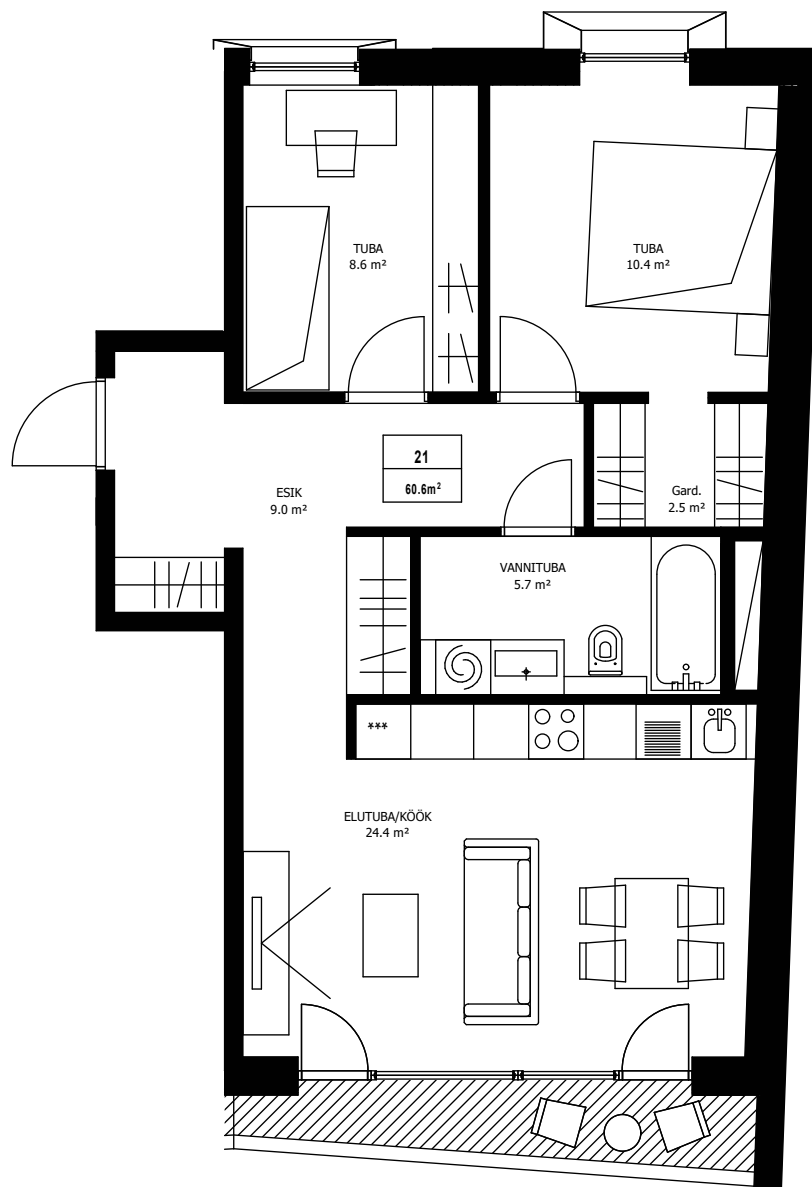 TUBA
8.6 m²
TUBA
10.4 m²
21
60.6m²
ESIK
9.0 m²
Gard.
2.5 m²
VANNITUBA
5.7 m²
***
ELUTUBA/KÖÖK
24.4 m²